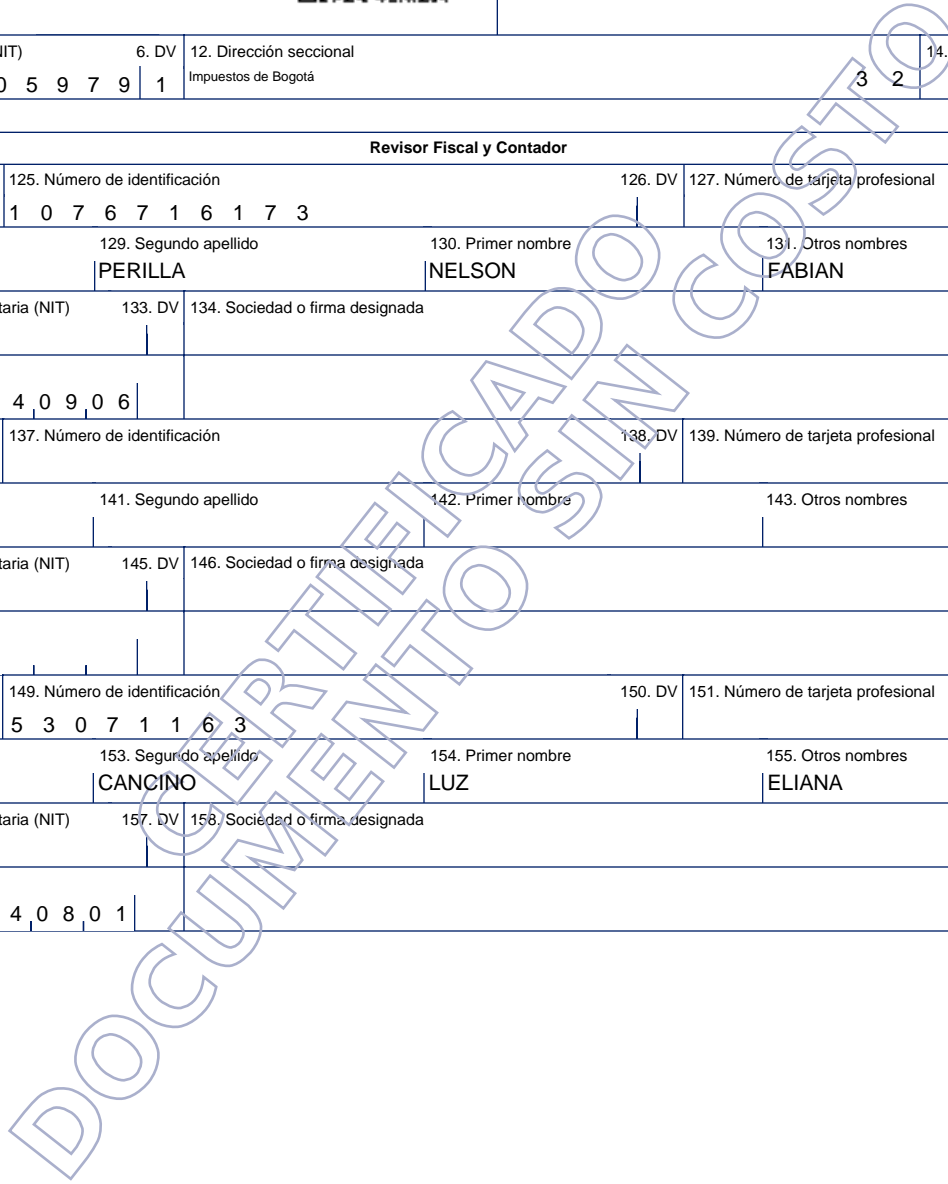 NIT) 6. DV 12. Dirección seccional 14.
0 5 9 7 9 1 Impuestos de Bogotá 3 2
Revisor Fiscal y Contador
125. Número de identificación 126. DV 127. Número de tarjeta profesional
1 0 7 6 7 1 6 1 7 3
129. Segundo apellido 130. Primer nombre 131. Otros nombres
PERILLA NELSON FABIAN
taria (NIT) 133. DV 134. Sociedad o firma designada
4 0 9 0 6
137. Número de identificación 138. DV 139. Número de tarjeta profesional
141. Segundo apellido 142. Primer nombre 143. Otros nombres
taria (NIT) 145. DV 146. Sociedad o firma designada
149. Número de identificación 150. DV 151. Número de tarjeta profesional
5 3 0 7 1 1 6 3
153. Segundo apellido 154. Primer nombre 155. Otros nombres
CANCINO LUZ ELIANA
taria (NIT) 157. DV 158. Sociedad o firma designada
4 0 8 0 1
CERTIFICADO
DOCUMENTO SIN COSTO